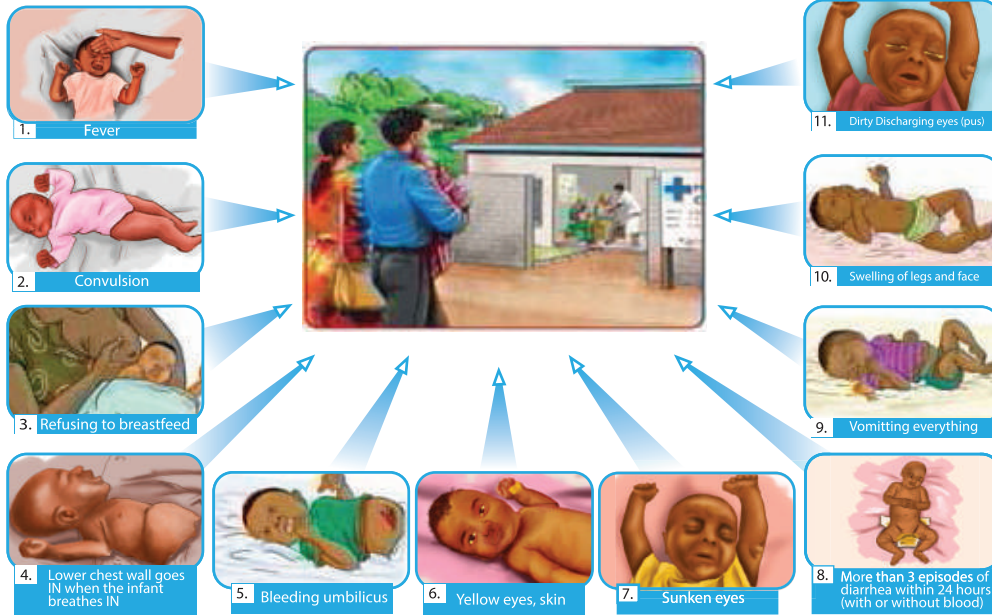 1. Fever
2. Convulsion
3. Refusing to breastfeed
4. Lower chest wall goes
IN when the infant
breathes IN
5. Bleeding umbilicus
6. Yellow eyes, skin
7. Sunken eyes
8. More than 3 episodes of
diarrhea within 24 hours
(with or without blood)
9. Vomitting everything
10. Swelling of legs and face
11. Dirty Discharging eyes (pus)